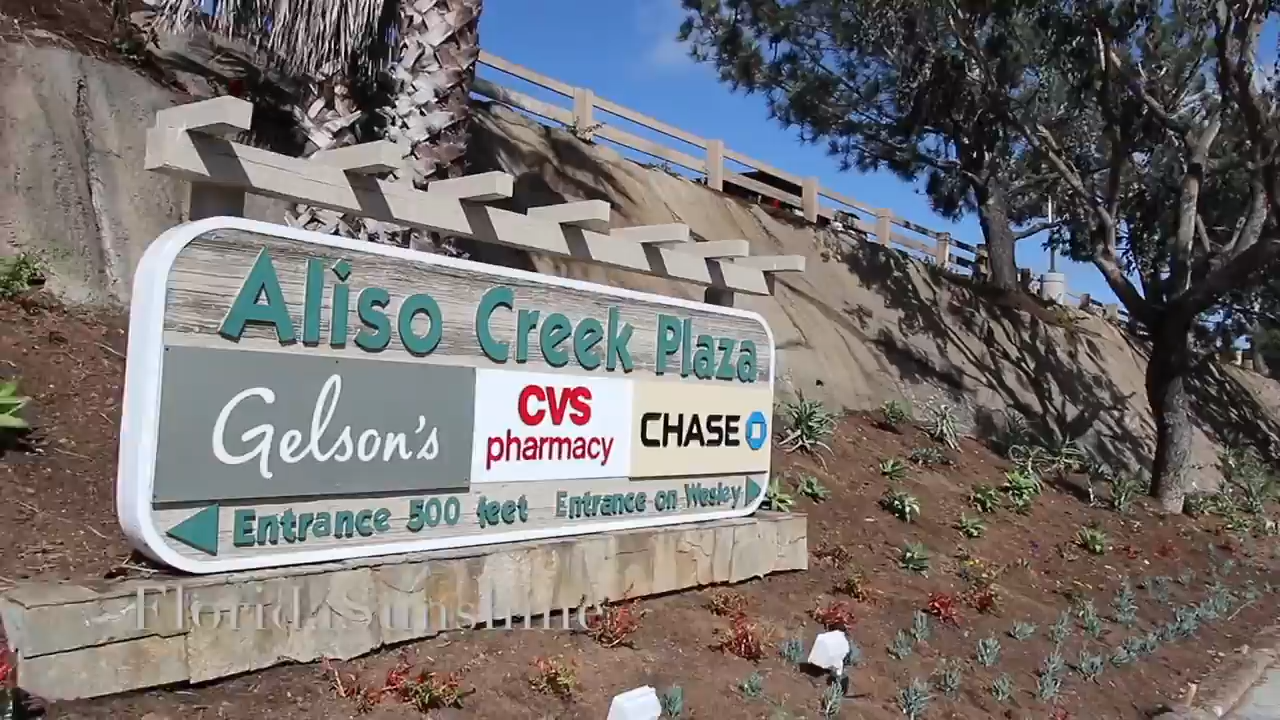 Aliso Creek Plaza
Gelson's
CVS
pharmacy
CHASE
Entrance 500 feet Entrance on Wesley
Florida Sunshine